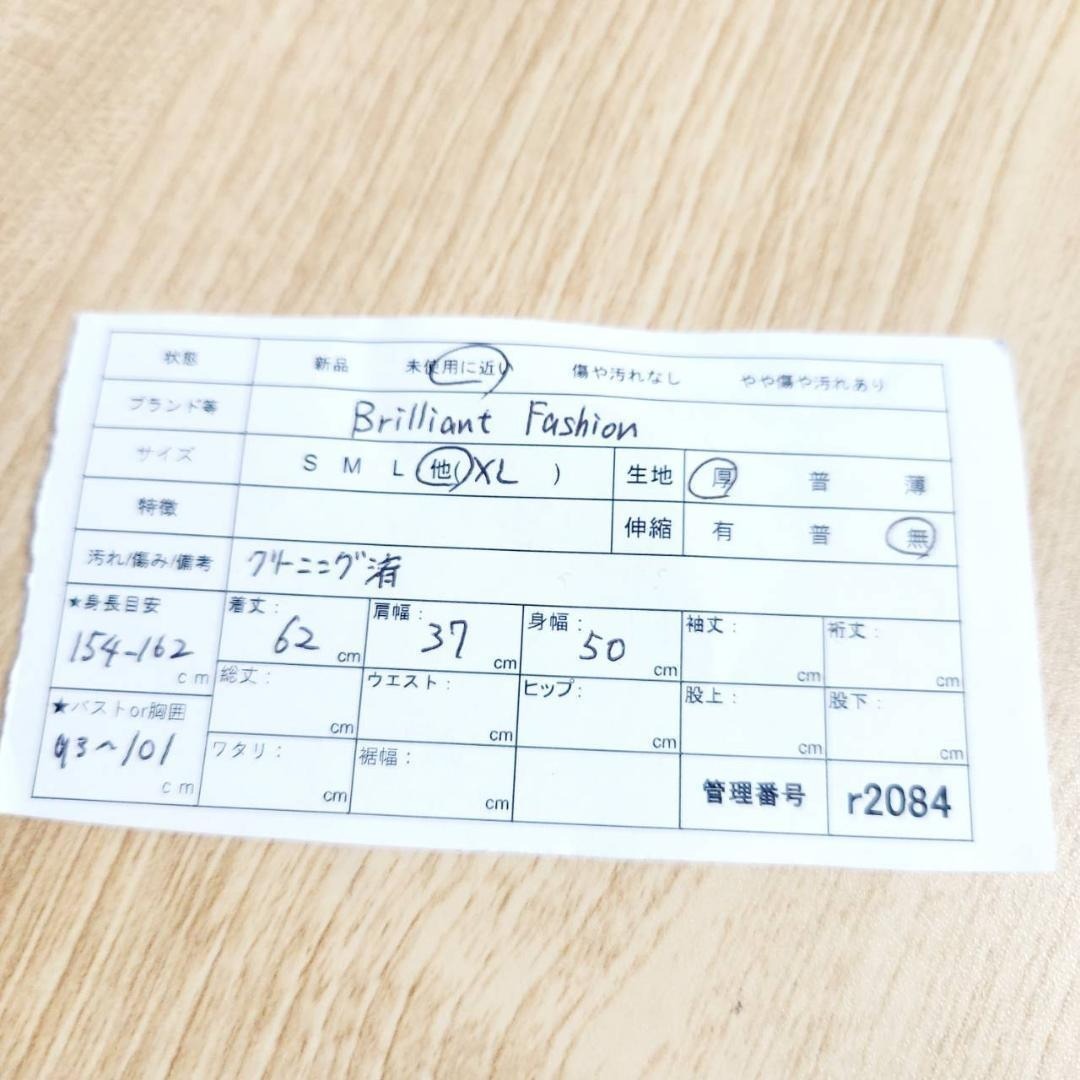 状態 新品 未使用に近い 傷や汚れなし やや傷や汚れあり
ブランド等 Brilliant Fashion
サイズ S M L 他( XL ) 生地 厚 普 薄
特徴 伸縮 有 普 無
汚れ/傷み/備考 クリーニング済
★身長目安 着丈: 肩幅: 身幅: 袖丈: 裄丈:
154-162 cm 62 cm 37 cm 50 cm cm cm
★バストor胸囲 総丈: ウエスト: ヒップ: 股上: 股下:
93~101 cm cm cm cm cm cm
ワタリ: 裾幅: 管理番号 r2084
cm cm